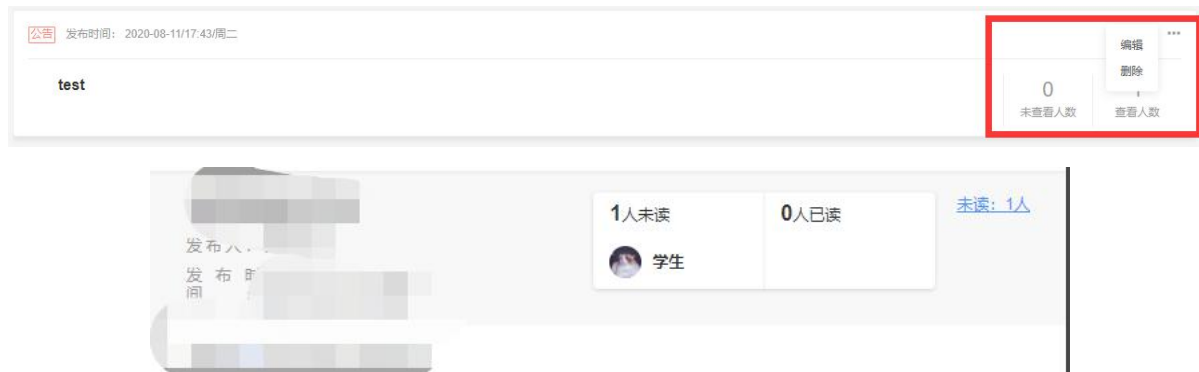 公告 发布时间: 2020-08-11/17:43/周二
编辑
删除
test
0
未查看人数 查看人数
1人未读 0人已读 未读: 1人
学生
发布人:
发布时
间